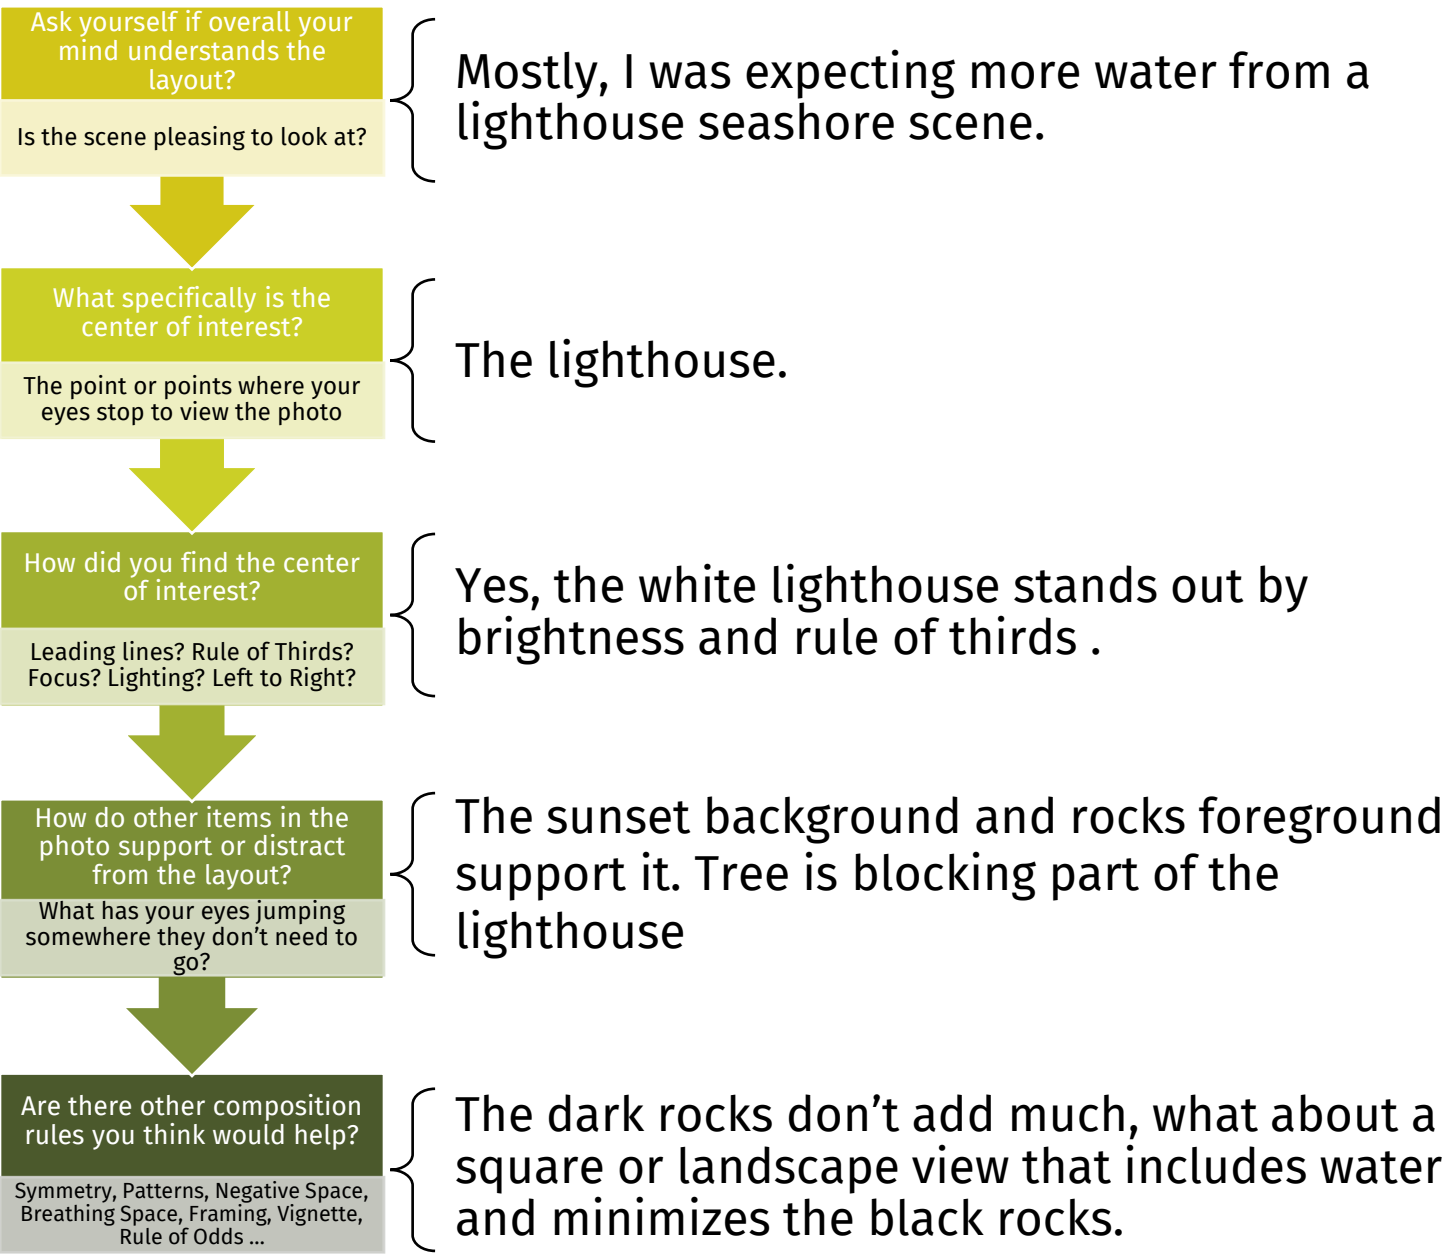 Ask yourself if overall your
mind understands the
layout?
Is the scene pleasing to look at?
Mostly, I was expecting more water from a
lighthouse seashore scene.
What specifically is the
center of interest?
The point or points where your
eyes stop to view the photo
The lighthouse.
How did you find the center
of interest?
Leading lines? Rule of Thirds?
Focus? Lighting? Left to Right?
Yes, the white lighthouse stands out by
brightness and rule of thirds .
How do other items in the
photo support or distract
from the layout?
What has your eyes jumping
somewhere they don’t need to
go?
The sunset background and rocks foreground
support it. Tree is blocking part of the
lighthouse
Are there other composition
rules you think would help?
Symmetry, Patterns, Negative Space,
Breathing Space, Framing, Vignette,
Rule of Odds ...
The dark rocks don’t add much, what about a
square or landscape view that includes water
and minimizes the black rocks.